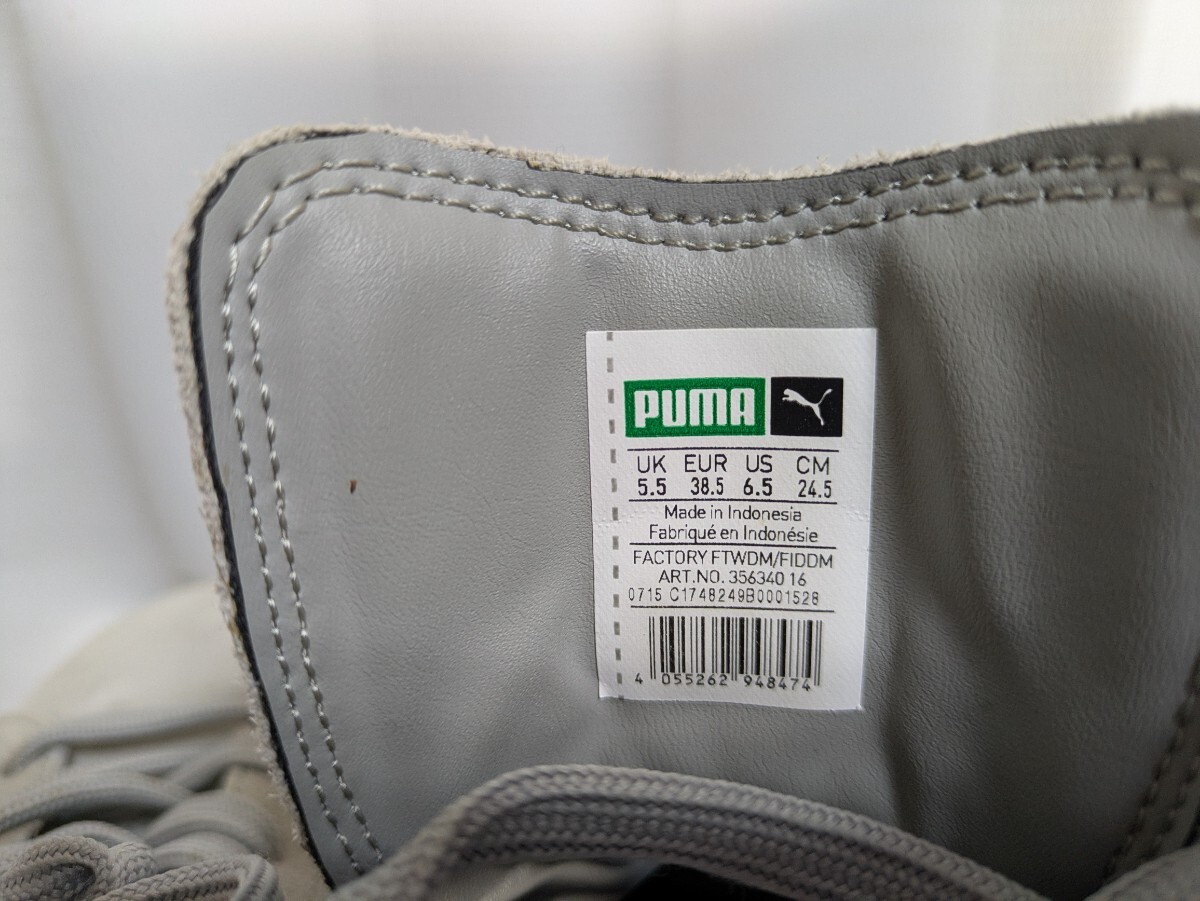 PUMA
UK EUR US CM
5.5 38.5 6.5 24.5
Made in Indonesia
Fabriqué en Indonésie
FACTORY FTWDM/FIDDM
ART.NO. 356340 16
0715 C1748249B0001528
4 055262 948474